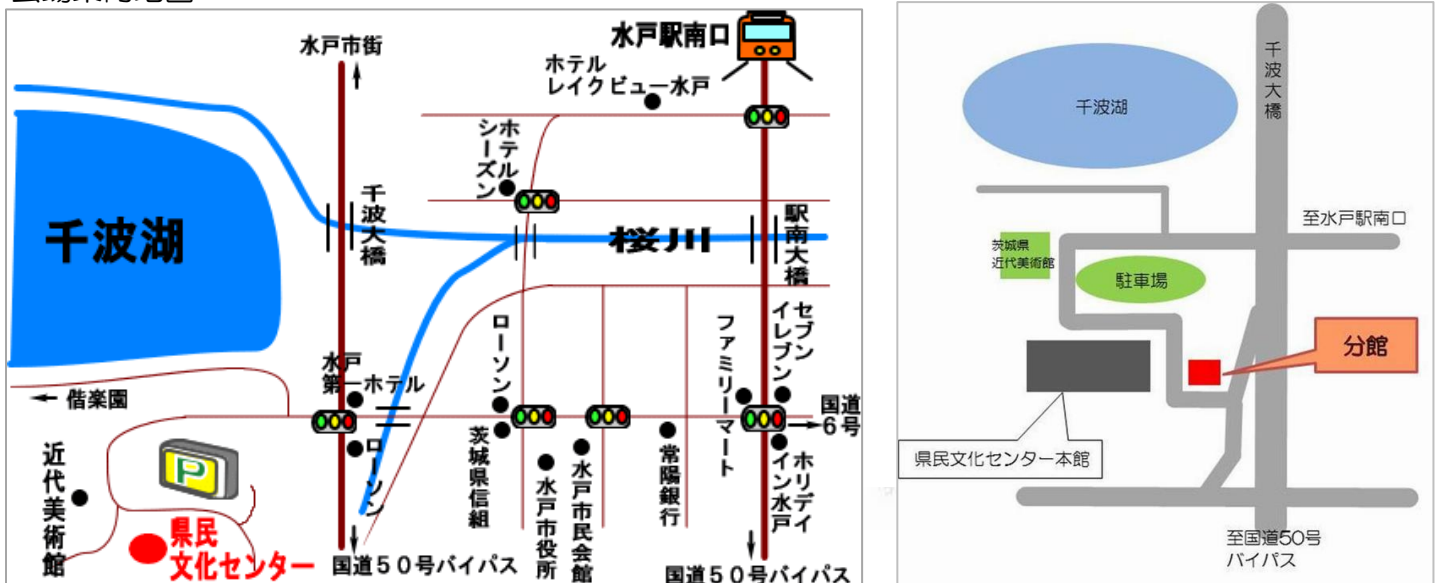 水戸市街
水戸駅南口
ホテル
レイクビュー水戸
ホテル
シーズン
千波湖
千波大橋
桜川
駅南大橋
ローソン
ファミリーマート
セブン
イレブン
水戸
第一ホテル
← 偕楽園
国道
6号
ローソン
茨城県信組
水戸市役所
水戸市民会館
常陽銀行
ホリデイ
イン水戸
近代美術館
P
県民
文化センター
国道50号バイパス
国道50号バイパス
千波大橋
千波湖
至水戸駅南口
茨城県
近代美術館
駐車場
分館
県民文化センター本館
至国道50号
バイパス